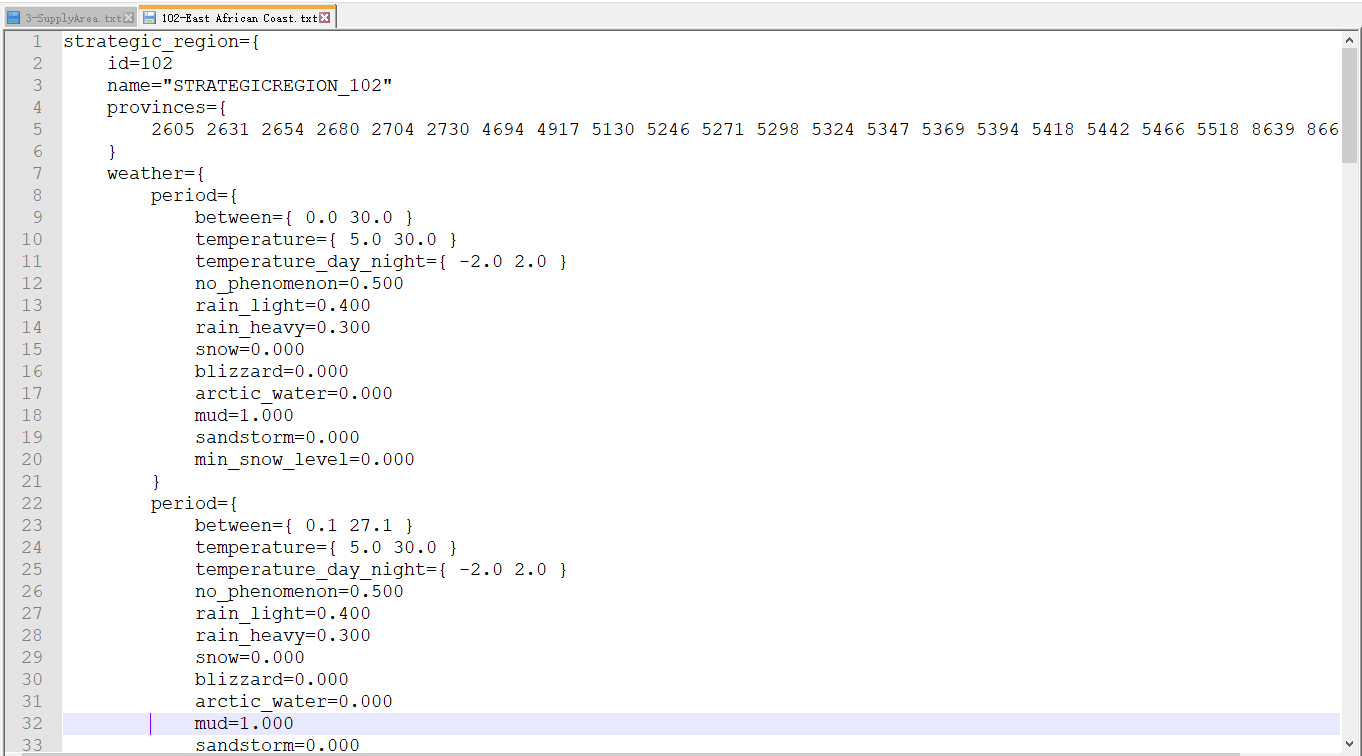 3-SupplyArea.txt 102-East African Coast.txt
1 strategic_region={
2 id=102
3 name="STRATEGICREGION_102"
4 provinces={
5 2605 2631 2654 2680 2704 2730 4694 4917 5130 5246 5271 5298 5324 5347 5369 5394 5418 5442 5466 5518 8639 866
6 }
7 weather={
8 period={
9 between={ 0.0 30.0 }
10 temperature={ 5.0 30.0 }
11 temperature_day_night={ -2.0 2.0 }
12 no_phenomenon=0.500
13 rain_light=0.400
14 rain_heavy=0.300
15 snow=0.000
16 blizzard=0.000
17 arctic_water=0.000
18 mud=1.000
19 sandstorm=0.000
20 min_snow_level=0.000
21 }
22 period={
23 between={ 0.1 27.1 }
24 temperature={ 5.0 30.0 }
25 temperature_day_night={ -2.0 2.0 }
26 no_phenomenon=0.500
27 rain_light=0.400
28 rain_heavy=0.300
29 snow=0.000
30 blizzard=0.000
31 arctic_water=0.000
32 mud=1.000
33 sandstorm=0.000